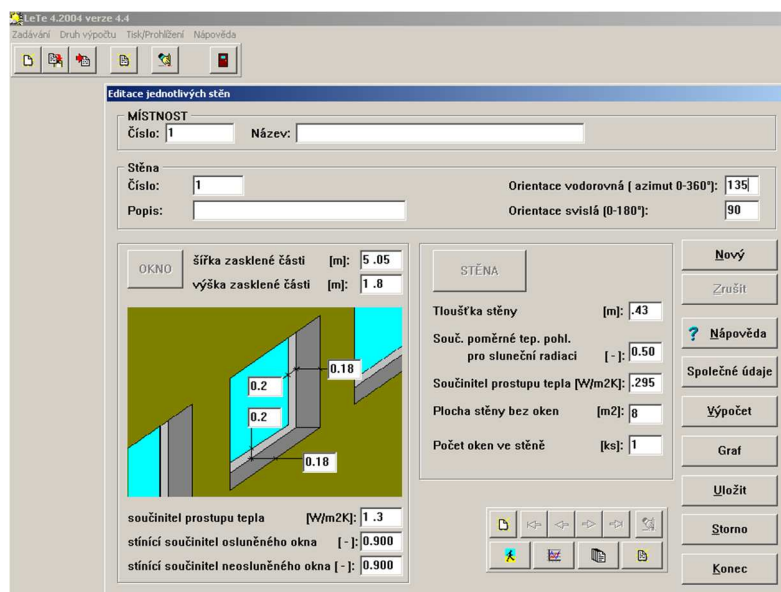 LeTe 4.2004 verze 4.4
Zadávání Druh výpočtu Tisk/Prohlížení Nápověda
Editace jednotlivých stěn
MÍSTNOST
Číslo: 1 Název:
Stěna
Číslo: 1 Orientace vodorovná ( azimut 0-360°): 135
Popis: Orientace svislá (0-180°): 90
OKNO
šířka zasklené části [m]: 5 .05
výška zasklené části [m]: 1 .8
0.2
0.18
0.2
0.18
součinitel prostupu tepla [W/m2K]: 1 .3
stínící součinitel osluněného okna [ - ]: 0.900
stínící součinitel neosluněného okna [ - ]: 0.900
STĚNA
Tloušťka stěny [m]: .43
Souč. poměrné tep. pohl.
pro sluneční radiaci [ - ]: 0.50
Součinitel prostupu tepla [W/m2K]: .295
Plocha stěny bez oken [m2]: 8
Počet oken ve stěně [ks]: 1
Nový
Zrušit
? Nápověda
Společné údaje
Výpočet
Graf
Uložit
Storno
Konec